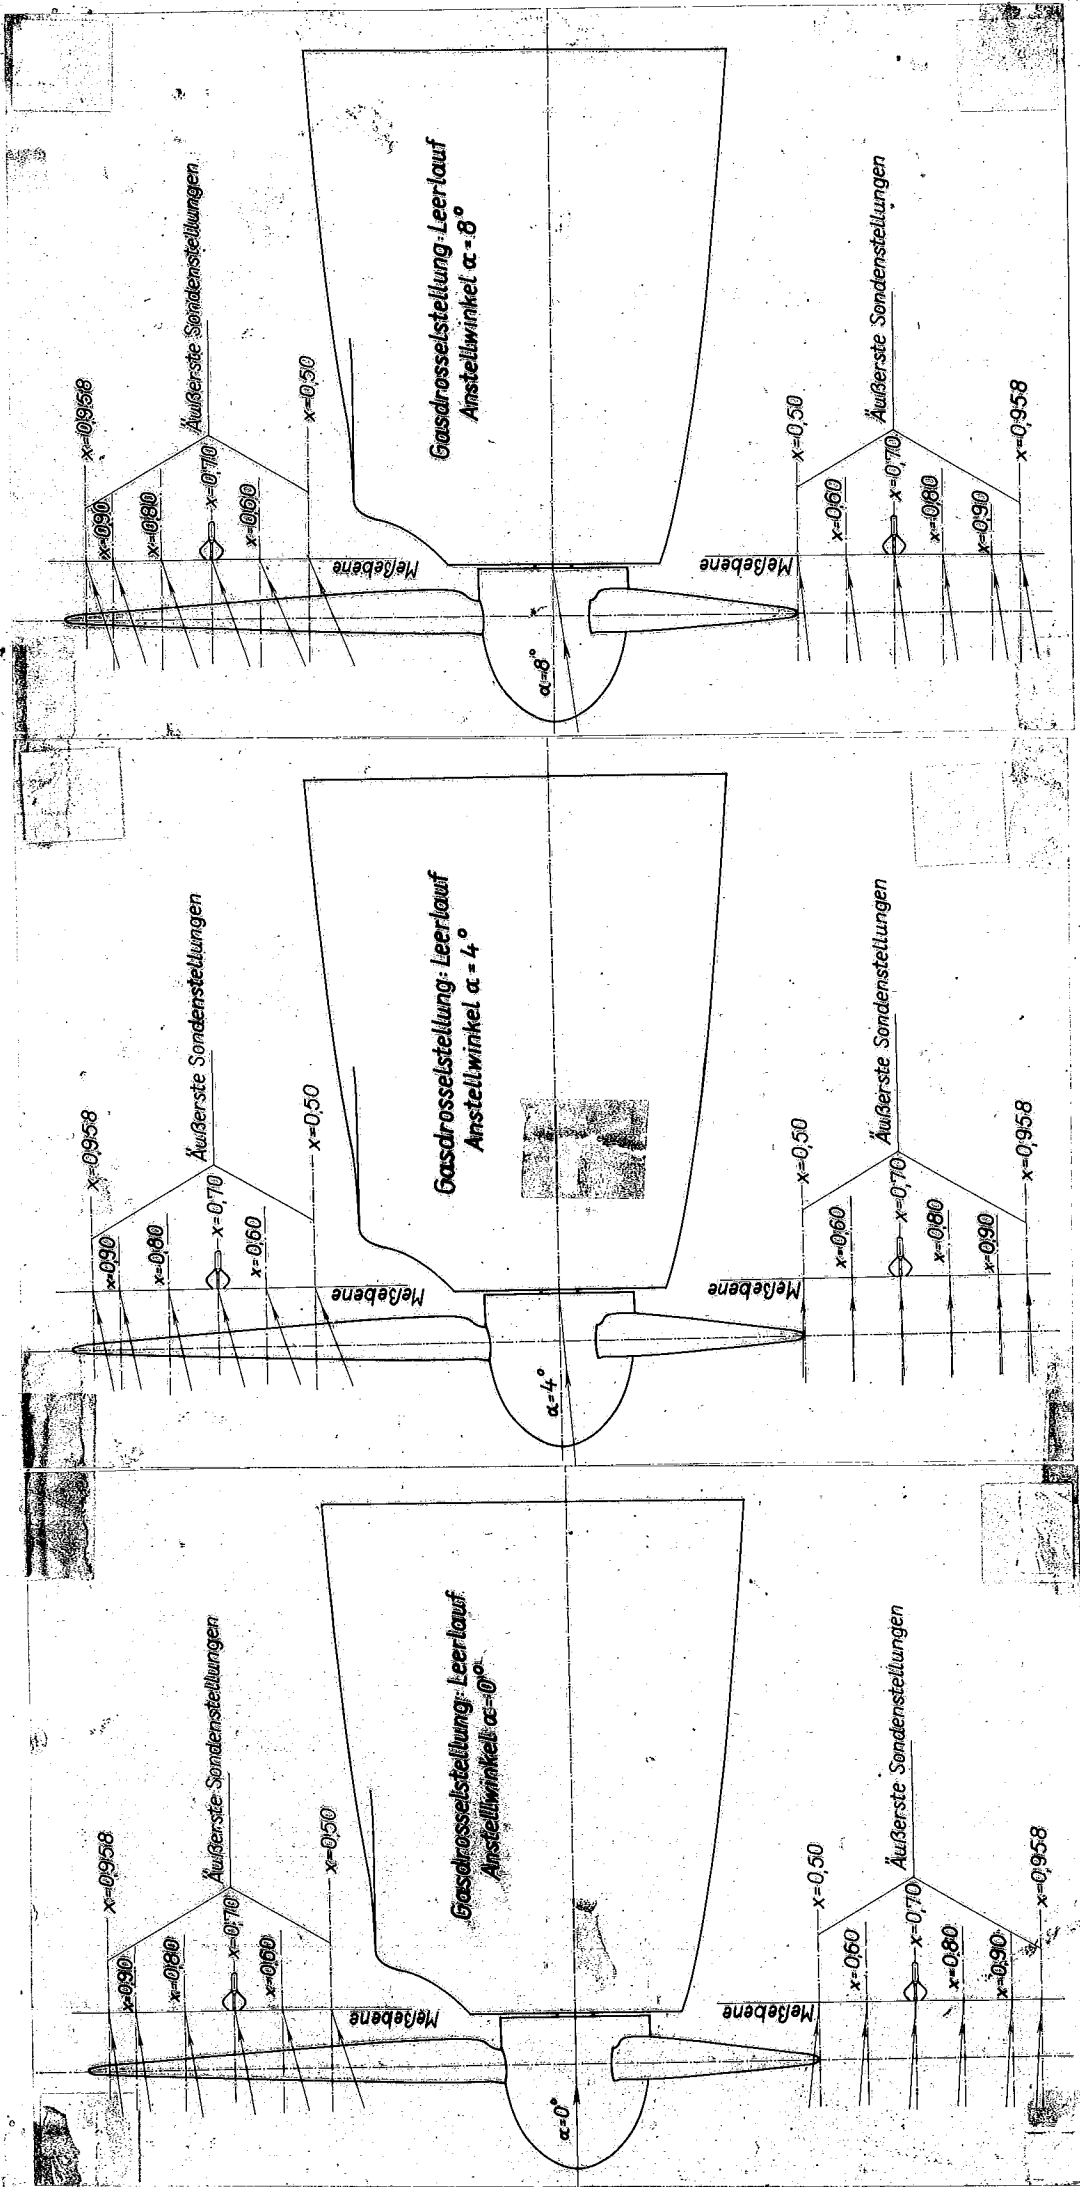 Äußerste Sondenstellungen
x=0,958
x=0,90
x=0,80
x=0,70
x=0,60
x=0,50
Meßebene
Gasdrosselstellung: Leerlauf
Anstellwinkel α=8°
α=8°
Meßebene
x=0,50
x=0,60
x=0,70
x=0,80
x=0,90
x=0,958
Äußerste Sondenstellungen
Äußerste Sondenstellungen
x=0,958
x=0,90
x=0,80
x=0,70
x=0,60
x=0,50
Meßebene
Gasdrosselstellung: Leerlauf
Anstellwinkel α=4°
α=4°
Meßebene
x=0,50
x=0,60
x=0,70
x=0,80
x=0,90
x=0,958
Äußerste Sondenstellungen
Äußerste Sondenstellungen
x=0,958
x=0,90
x=0,80
x=0,70
x=0,60
x=0,50
Meßebene
Gasdrosselstellung: Leerlauf
Anstellwinkel α=0°
α=0°
Meßebene
x=0,50
x=0,60
x=0,70
x=0,80
x=0,90
x=0,958
Äußerste Sondenstellungen